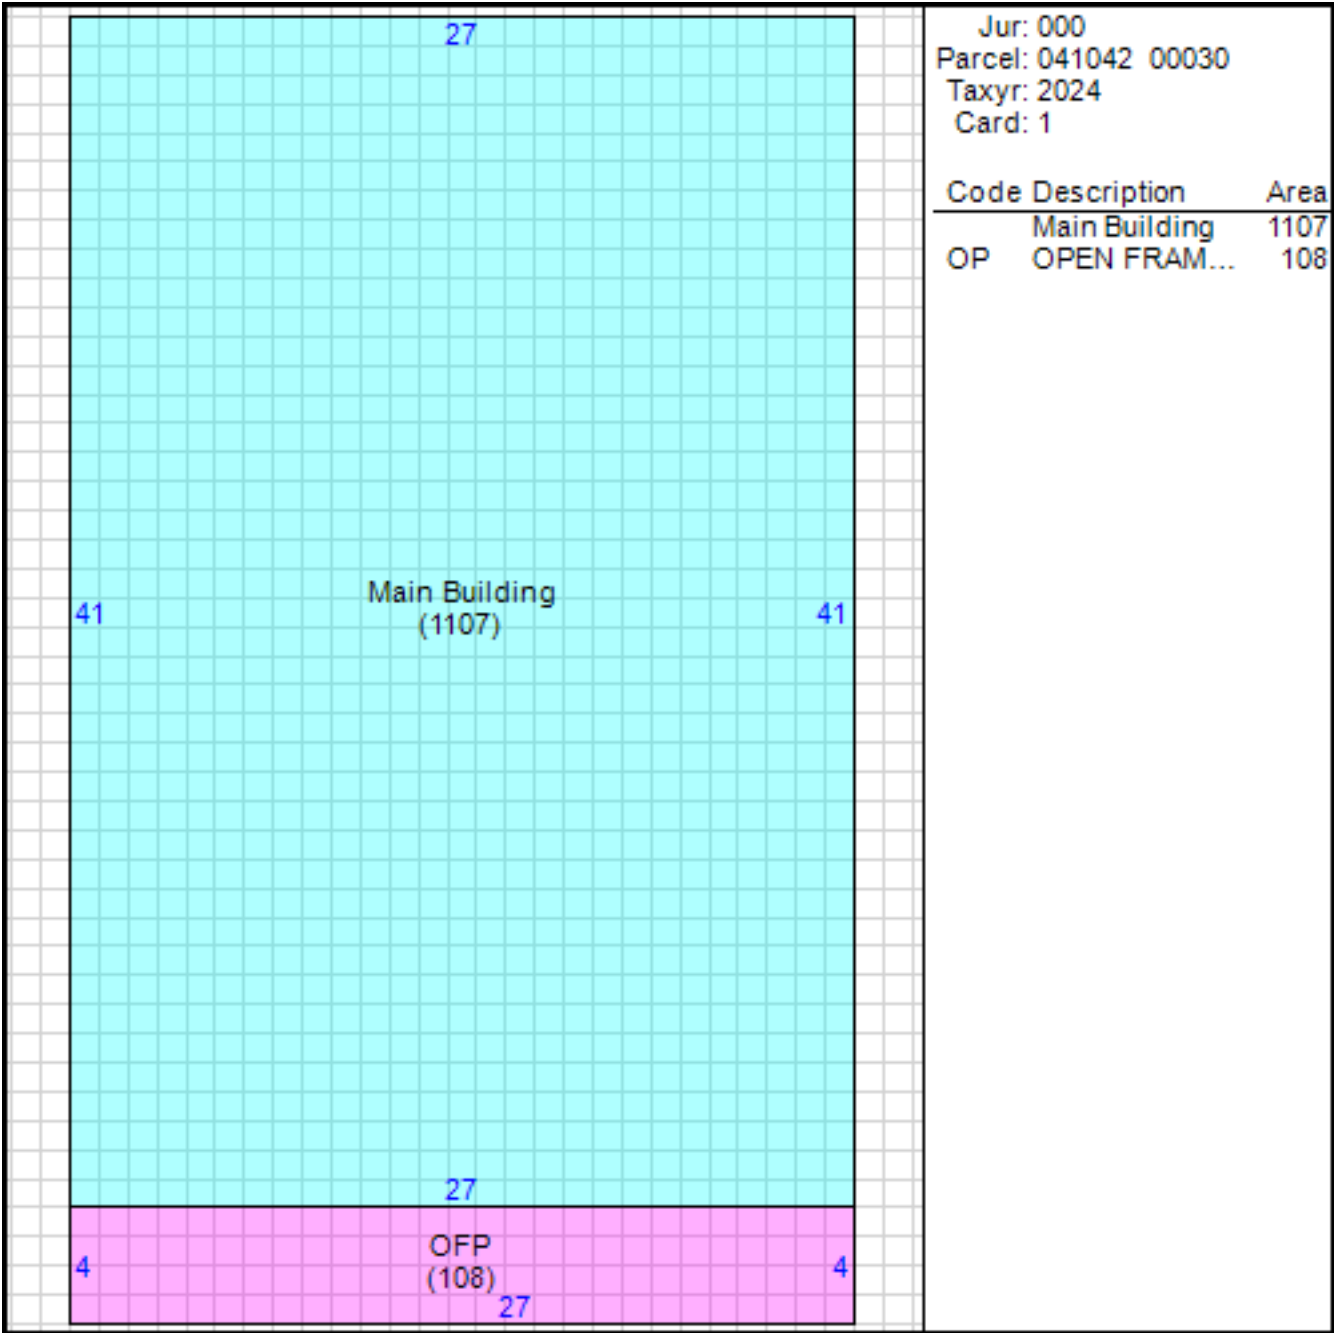 27
41
Main Building
(1107)
41
27
4
OFP
(108)
4
27
Jur: 000
Parcel: 041042 00030
Taxyr: 2024
Card: 1
Code Description Area
Main Building 1107
OP OPEN FRAM... 108